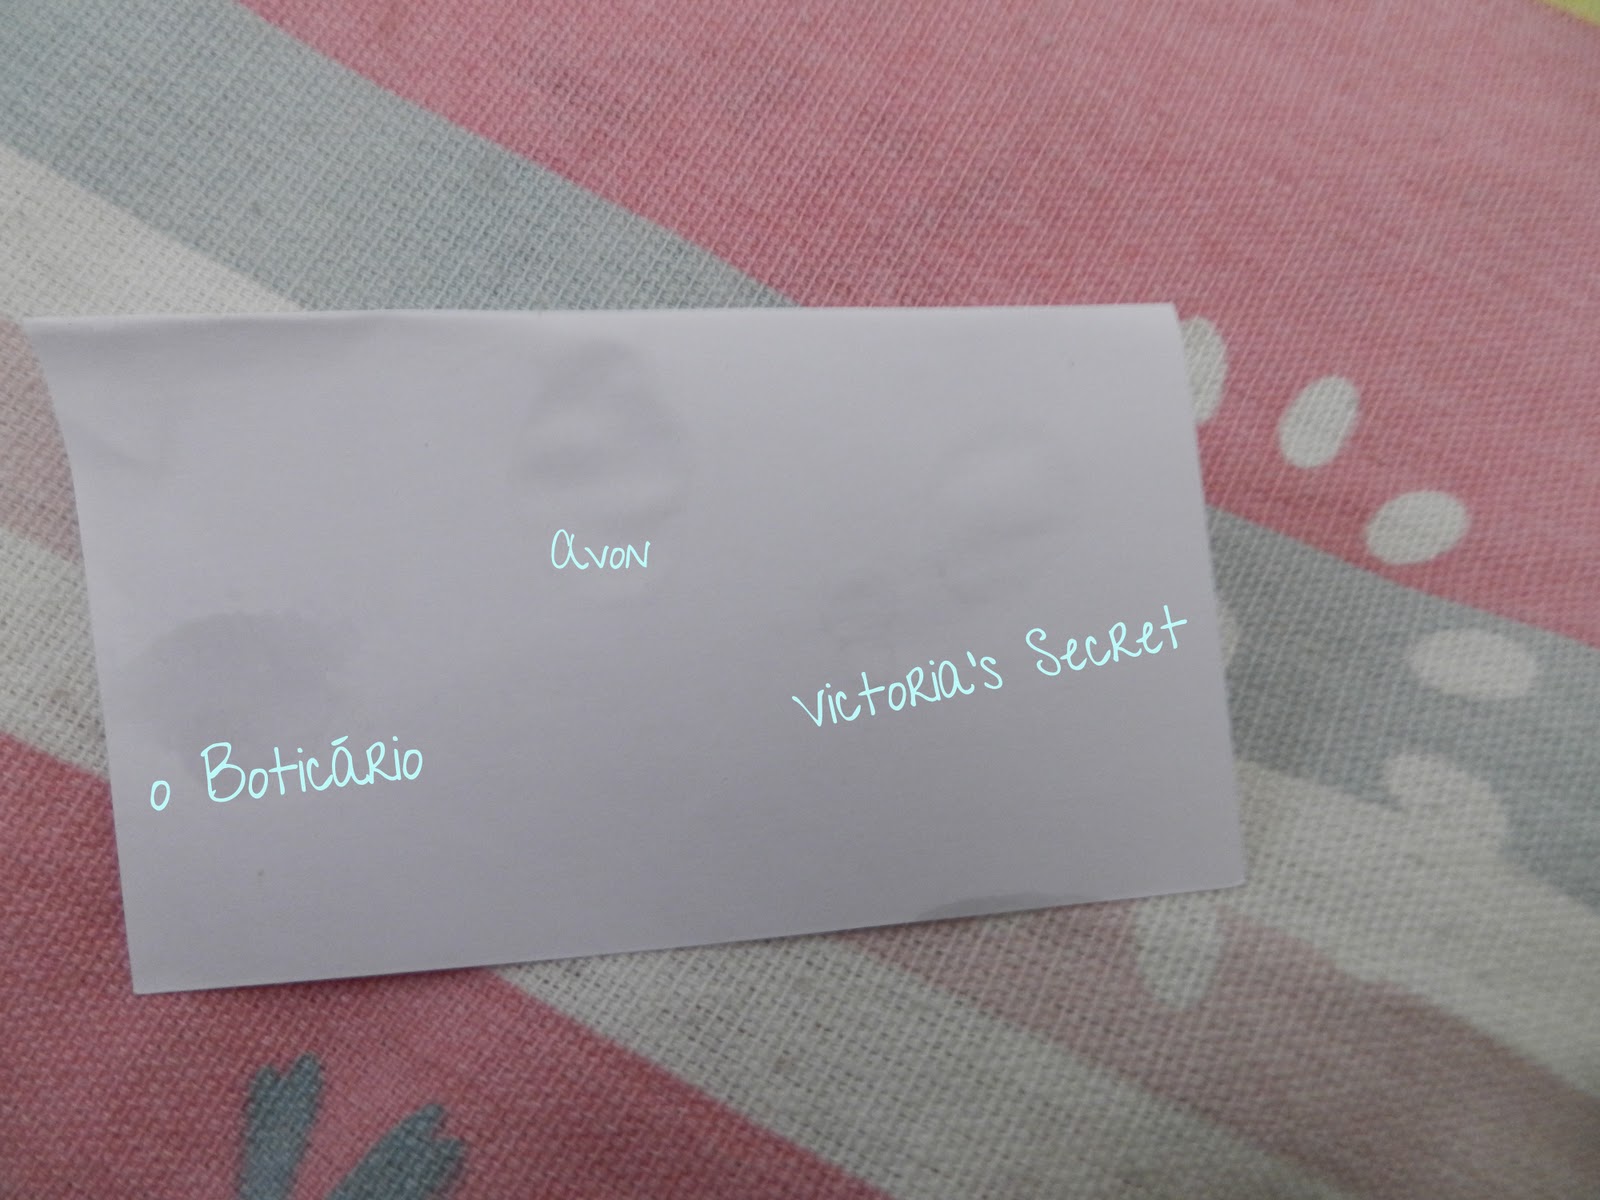 avon
Victoria's Secret
o Boticário